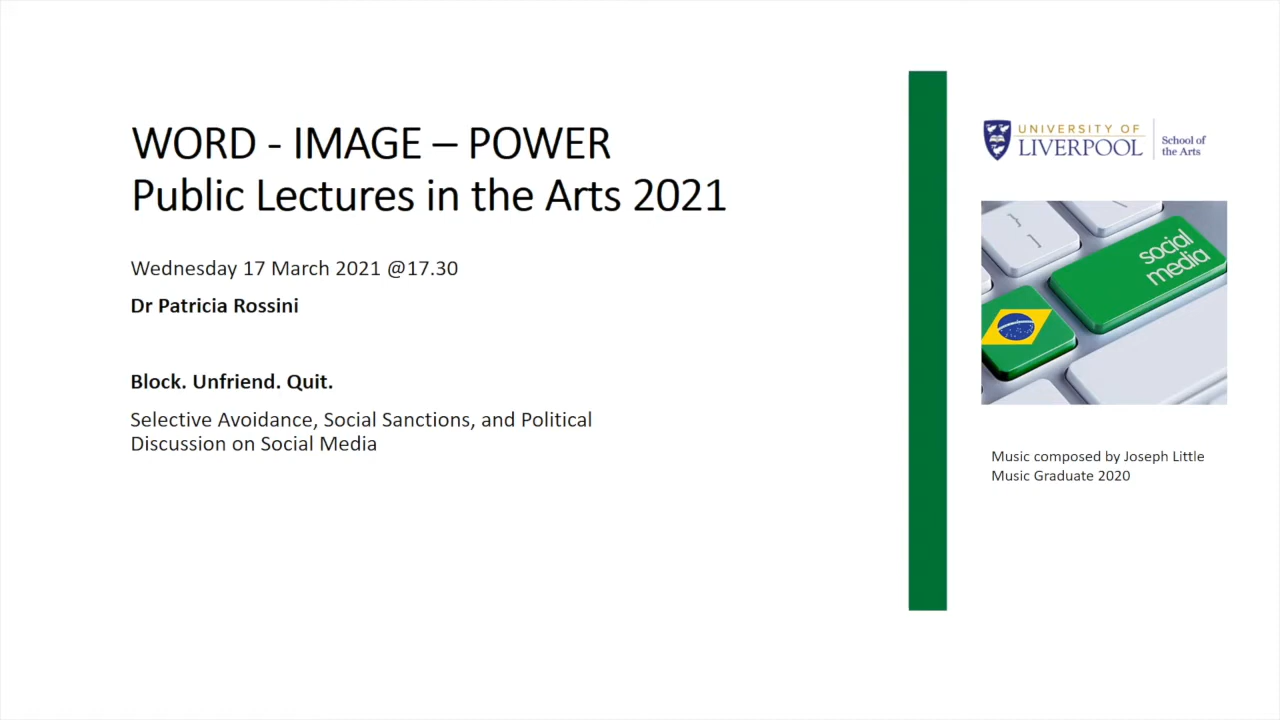 WORD - IMAGE – POWER
Public Lectures in the Arts 2021
Wednesday 17 March 2021 @17.30
Dr Patricia Rossini
Block. Unfriend. Quit.
Selective Avoidance, Social Sanctions, and Political
Discussion on Social Media
UNIVERSITY OF
LIVERPOOL
School of
the Arts
social
media
Music composed by Joseph Little
Music Graduate 2020